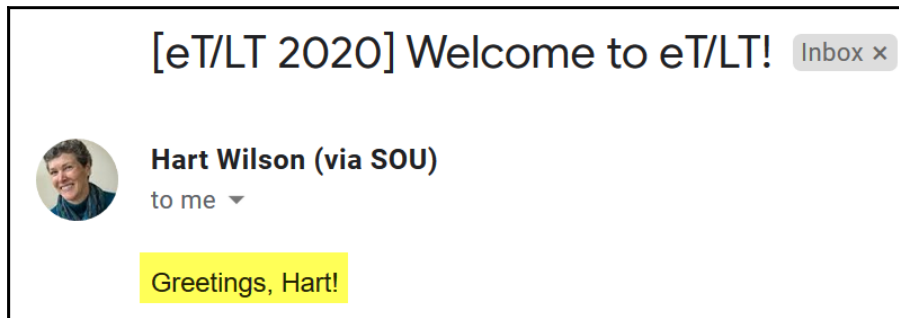 [eT/LT 2020] Welcome to eT/LT! Inbox ×
Hart Wilson (via SOU)
to me
Greetings, Hart!